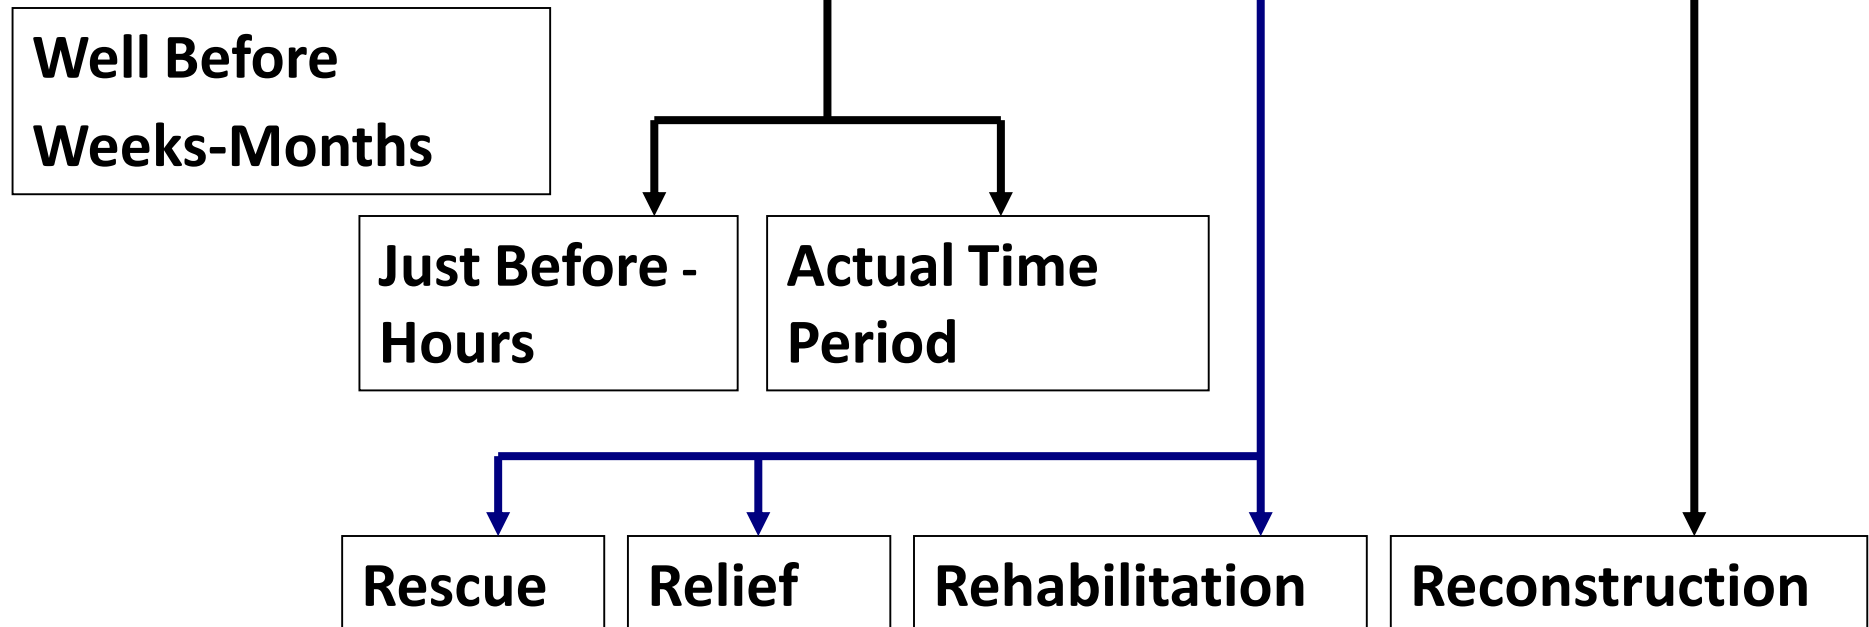 Well Before
Weeks-Months
Just Before -
Hours
Actual Time
Period
Rescue
Relief
Rehabilitation
Reconstruction